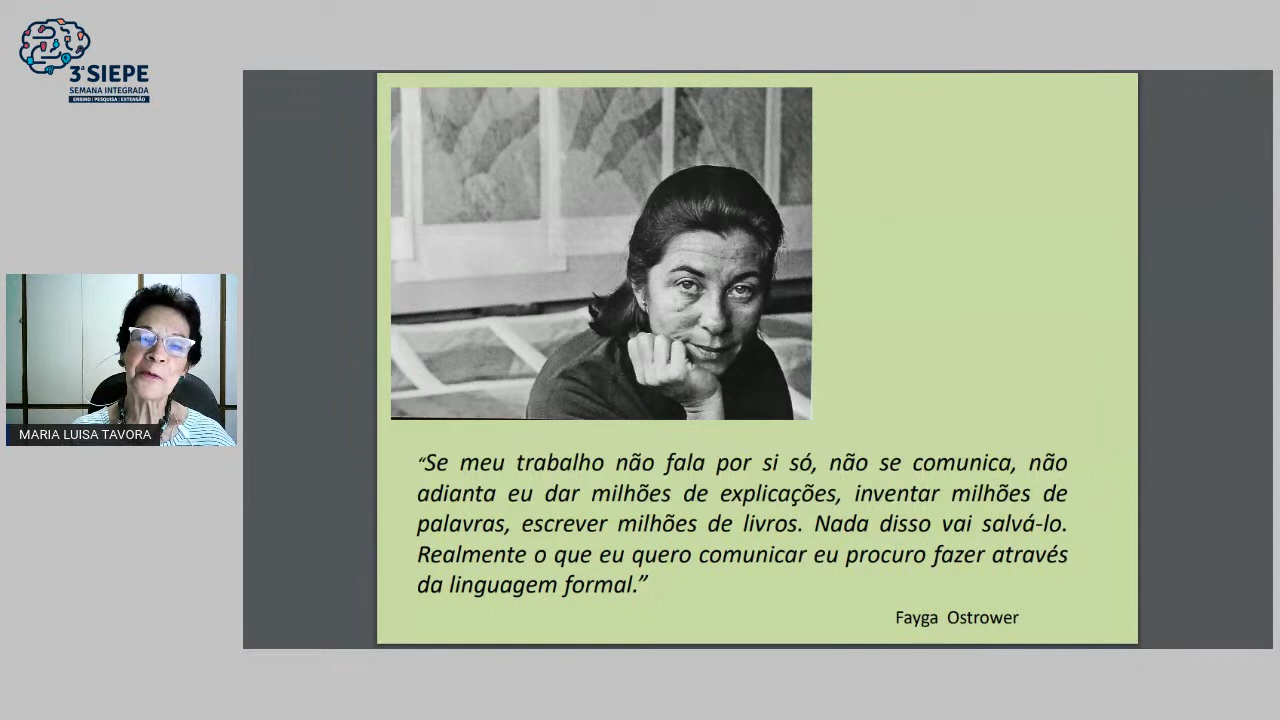 3ª SIEPE
SEMANA INTEGRADA
ENSINO | PESQUISA | EXTENSÃO
MARIA LUISA TAVORA
“Se meu trabalho não fala por si só, não se comunica, não
adianta eu dar milhões de explicações, inventar milhões de
palavras, escrever milhões de livros. Nada disso vai salvá-lo.
Realmente o que eu quero comunicar eu procuro fazer através
da linguagem formal.”
Fayga Ostrower